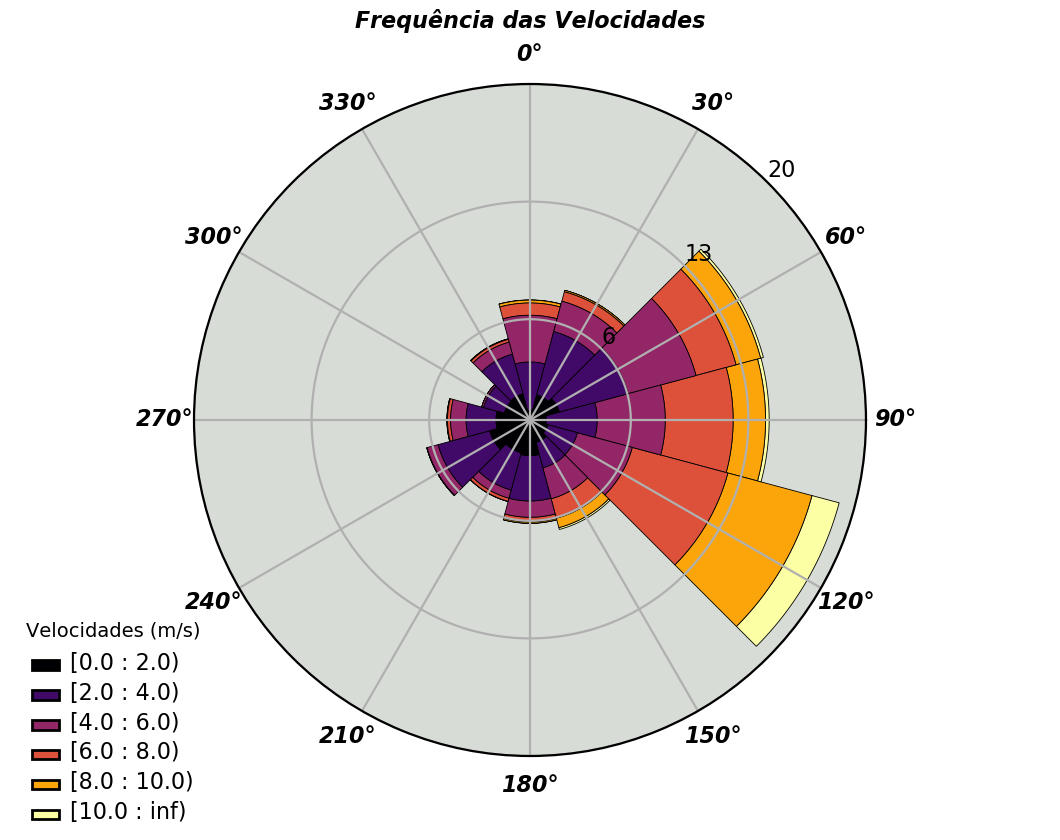 Frequência das Velocidades
0°
330°
30°
20
300°
60°
13
6
270°
90°
240°
120°
210°
150°
180°
Velocidades (m/s)
[0.0 : 2.0)
[2.0 : 4.0)
[4.0 : 6.0)
[6.0 : 8.0)
[8.0 : 10.0)
[10.0 : inf)